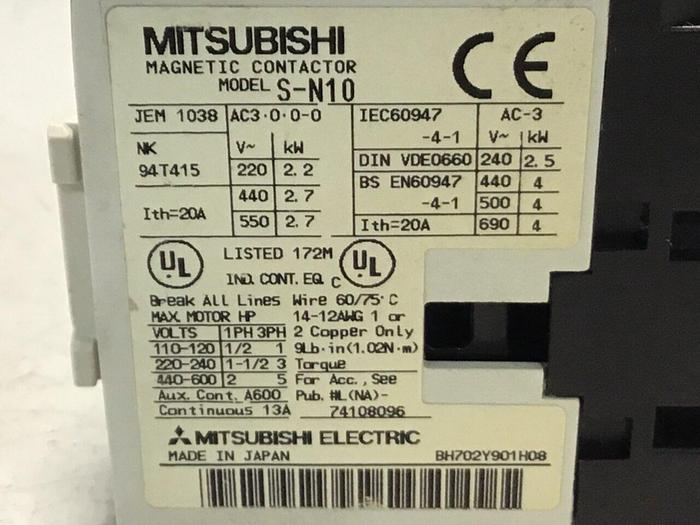 MITSUBISHI
MAGNETIC CONTACTOR
MODEL S-N10
CE
JEM 1038 AC3·0·0-0
NK V~ kW
94T415 220 2.2
Ith=20A 440 2.7
550 2.7
IEC60947 AC-3
-4-1 V~ kW
DIN VDE0660 240 2.5
BS EN60947 440 4
-4-1 500 4
Ith=20A 690 4
UL LISTED 172M UL
IND. CONT. EQ. C
Break All Lines Wire 60/75°C
MAX. MOTOR HP 14-12AWG 1 or
VOLTS 1PH 3PH 2 Copper Only
110-120 1/2 1 9Lb·in(1.02N·m)
220-240 1-1/2 3 Torque
440-600 2 5 For Acc., See
Aux. Cont. A600 Pub. #L(NA)-
Continuous 13A 74108096
MITSUBISHI ELECTRIC
MADE IN JAPAN BH702Y901H08